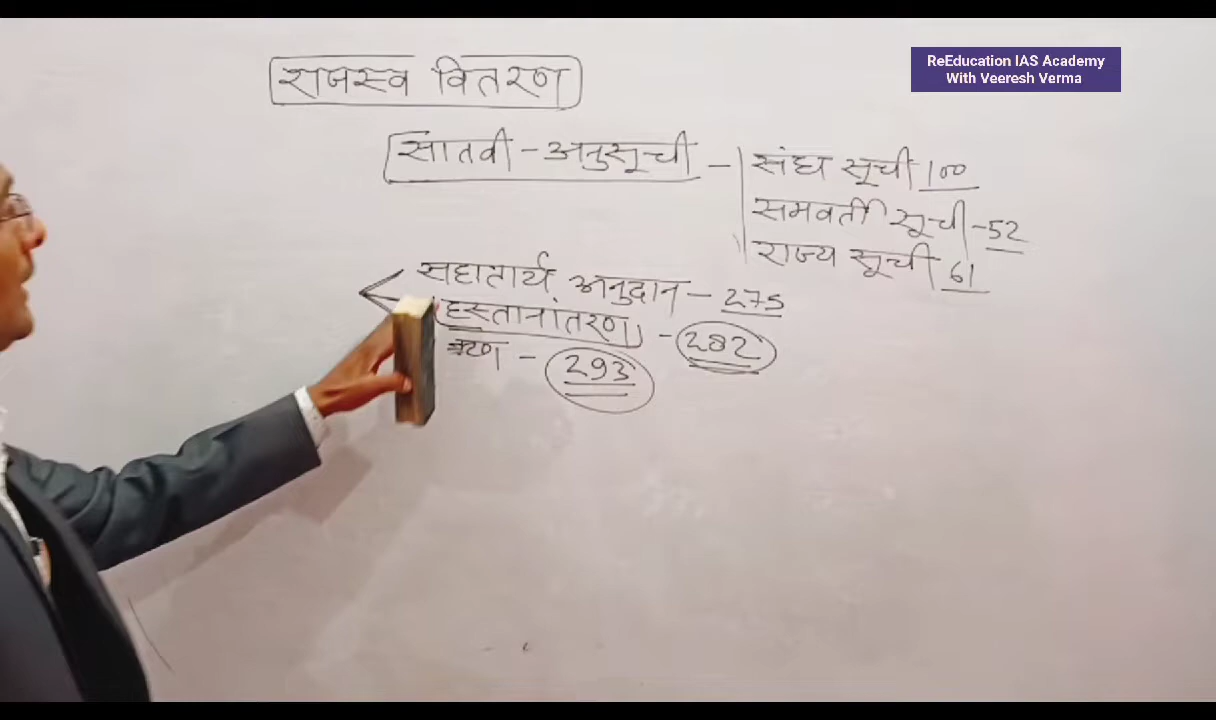 ReEducation IAS Academy
With Veeresh Verma
राजस्व वितरण
सातवी - अनुसूची - संघ सूची 100
समवर्ती सूची - 52
राज्य सूची 61
सहातार्य अनुदान - 275
हस्तानांतरण - 282
ऋण - 293